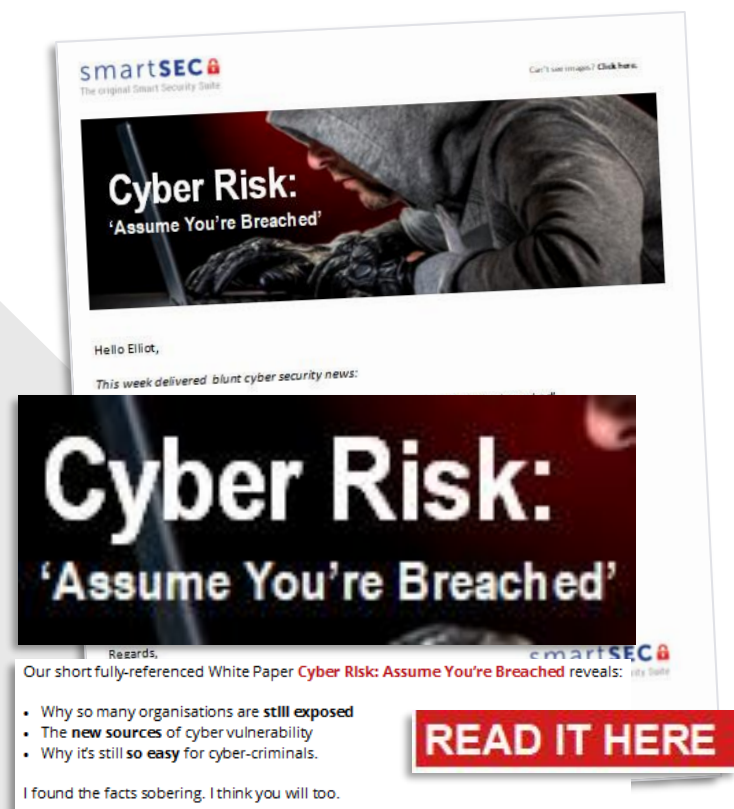 smartSEC
The original Smart Security Suite
Can't see images? Click here.
Cyber Risk:
'Assume You're Breached'
Hello Elliot,
This week delivered blunt cyber security news:
Cyber Risk:
'Assume You're Breached'
Regards,
smartSEC
Our short fully-referenced White Paper Cyber Risk: Assume You're Breached reveals:
• Why so many organisations are still exposed
• The new sources of cyber vulnerability
• Why it's still so easy for cyber-criminals.
READ IT HERE
I found the facts sobering. I think you will too.